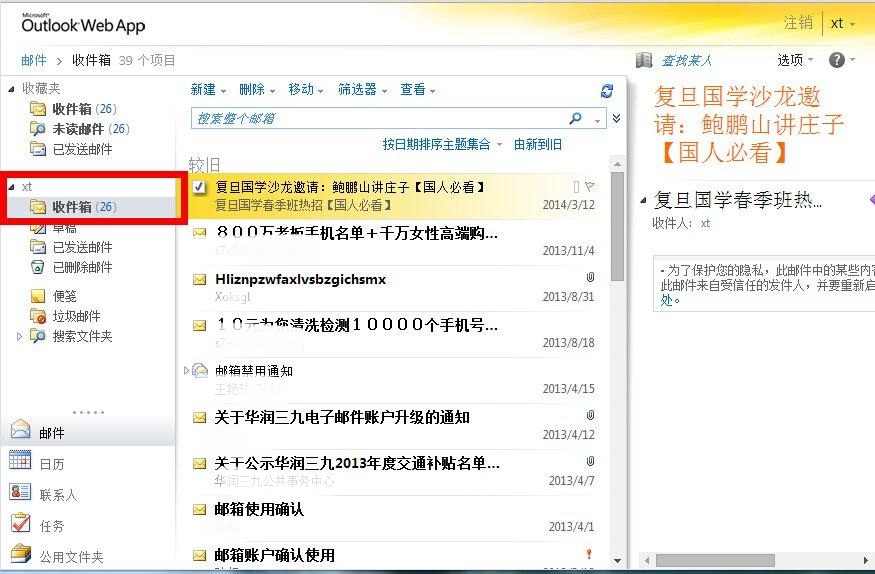 Microsoft®
Outlook Web App
注销 xt
邮件 > 收件箱 39 个项目
查找某人 选项
收藏夹
收件箱 (26)
未读邮件 (26)
已发送邮件
xt
收件箱 (26)
草稿
已发送邮件
已删除邮件
便笺
垃圾邮件
搜索文件夹
邮件
日历
联系人
任务
公用文件夹
新建 删除 移动 筛选器 查看
搜索整个邮箱
按日期排序主题集合 由新到旧
较旧
复旦国学沙龙邀请：鲍鹏山讲庄子【国人必看】
复旦国学春季班热招【国人必看】 2014/3/12
８００万老板手机名单＋千万女性高端购...
2013/11/4
Hliznpzwfaxlvsbzgichsmx
Xoksgl 2013/8/31
１０元为您清洗检测１００００个手机号...
2013/8/18
邮箱禁用通知
2013/4/15
关于华润三九电子邮件账户升级的通知
2013/4/12
关于公示华润三九2013年度交通补贴名单...
华润三九公共事务中心 2013/4/7
邮箱使用确认
2013/4/1
邮箱账户确认使用
复旦国学沙龙邀
请：鲍鹏山讲庄子
【国人必看】
复旦国学春季班热...
收件人: xt
- 为了保护您的隐私，此邮件中的某些内容
此邮件来自受信任的发件人，并要重新启
处。